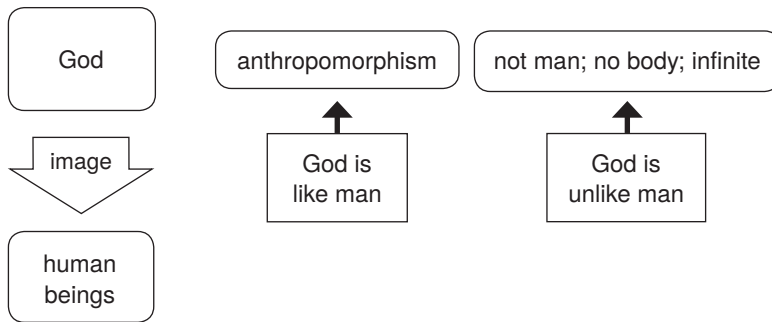 God
image
human
beings
anthropomorphism
God is
like man
not man; no body; infinite
God is
unlike man